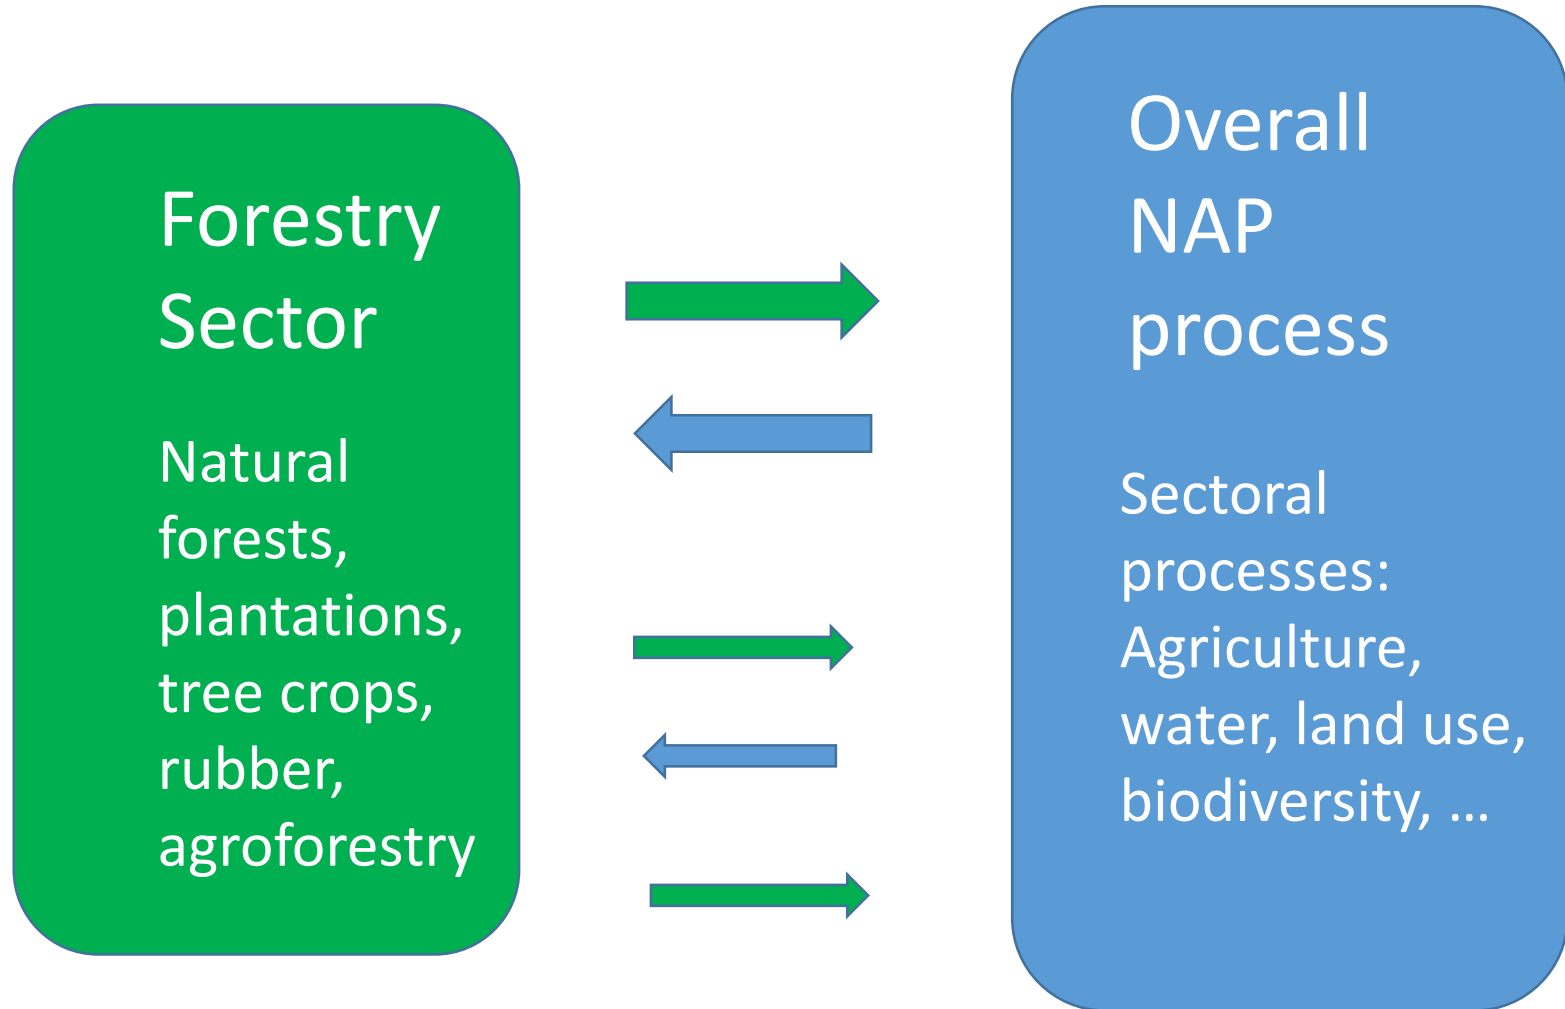 Forestry
Sector
Natural
forests,
plantations,
tree crops,
rubber,
agroforestry
Overall
NAP
process
Sectoral
processes:
Agriculture,
water, land use,
biodiversity, ...